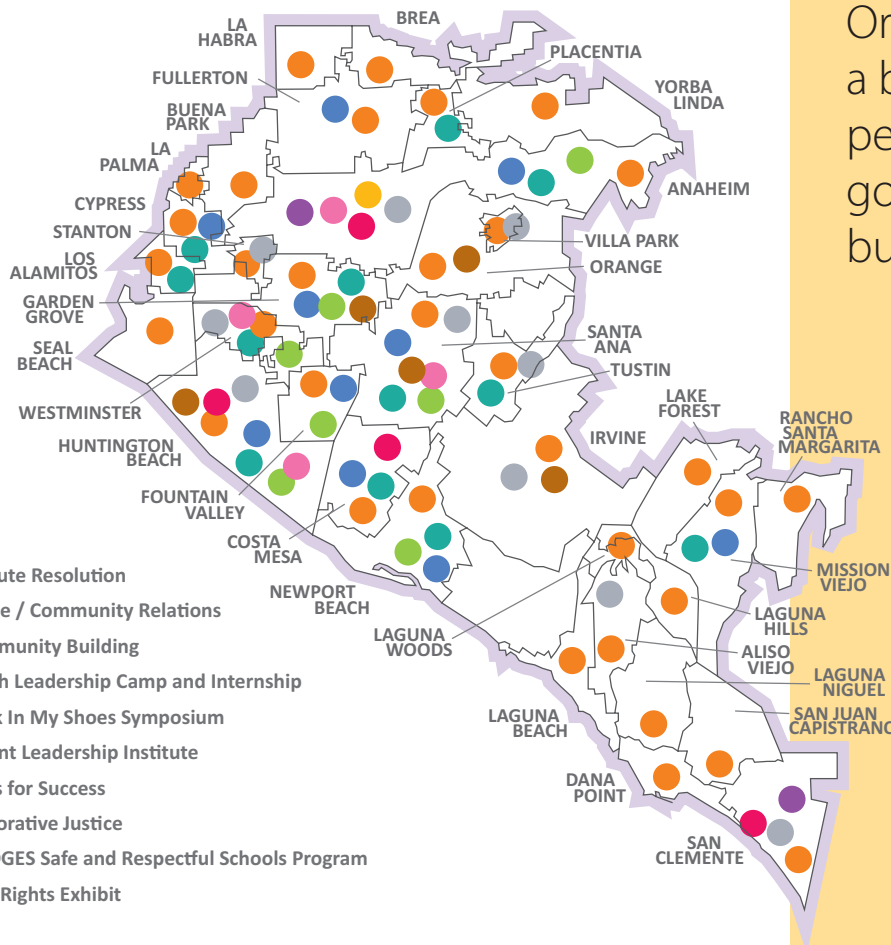 LA
HABRA
BREA
FULLERTON
PLACENTIA
BUENA
PARK
YORBA
LINDA
LA
PALMA
ANAHEIM
CYPRESS
STANTON
VILLA PARK
LOS
ALAMITOS
ORANGE
GARDEN
GROVE
SANTA
ANA
SEAL
BEACH
TUSTIN
WESTMINSTER
LAKE
FOREST
RANCHO
SANTA
MARGARITA
HUNTINGTON
BEACH
IRVINE
FOUNTAIN
VALLEY
COSTA
MESA
MISSION
VIEJO
NEWPORT
BEACH
LAGUNA
HILLS
LAGUNA
WOODS
ALISO
VIEJO
LAGUNA
NIGUEL
LAGUNA
BEACH
SAN JUAN
CAPISTRANO
DANA
POINT
SAN
CLEMENTE
ute Resolution
e / Community Relations
munity Building
h Leadership Camp and Internship
k In My Shoes Symposium
nt Leadership Institute
s for Success
orative Justice
GES Safe and Respectful Schools Program
Rights Exhibit
Or
a b
pe
go
bu